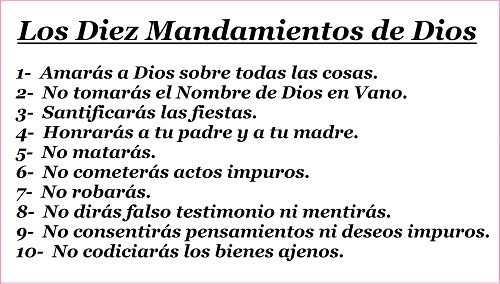 Los Diez Mandamientos de Dios
1- Amarás a Dios sobre todas las cosas.
2- No tomarás el Nombre de Dios en Vano.
3- Santificarás las fiestas.
4- Honrarás a tu padre y a tu madre.
5- No matarás.
6- No cometerás actos impuros.
7- No robarás.
8- No dirás falso testimonio ni mentirás.
9- No consentirás pensamientos ni deseos impuros.
10- No codiciarás los bienes ajenos.